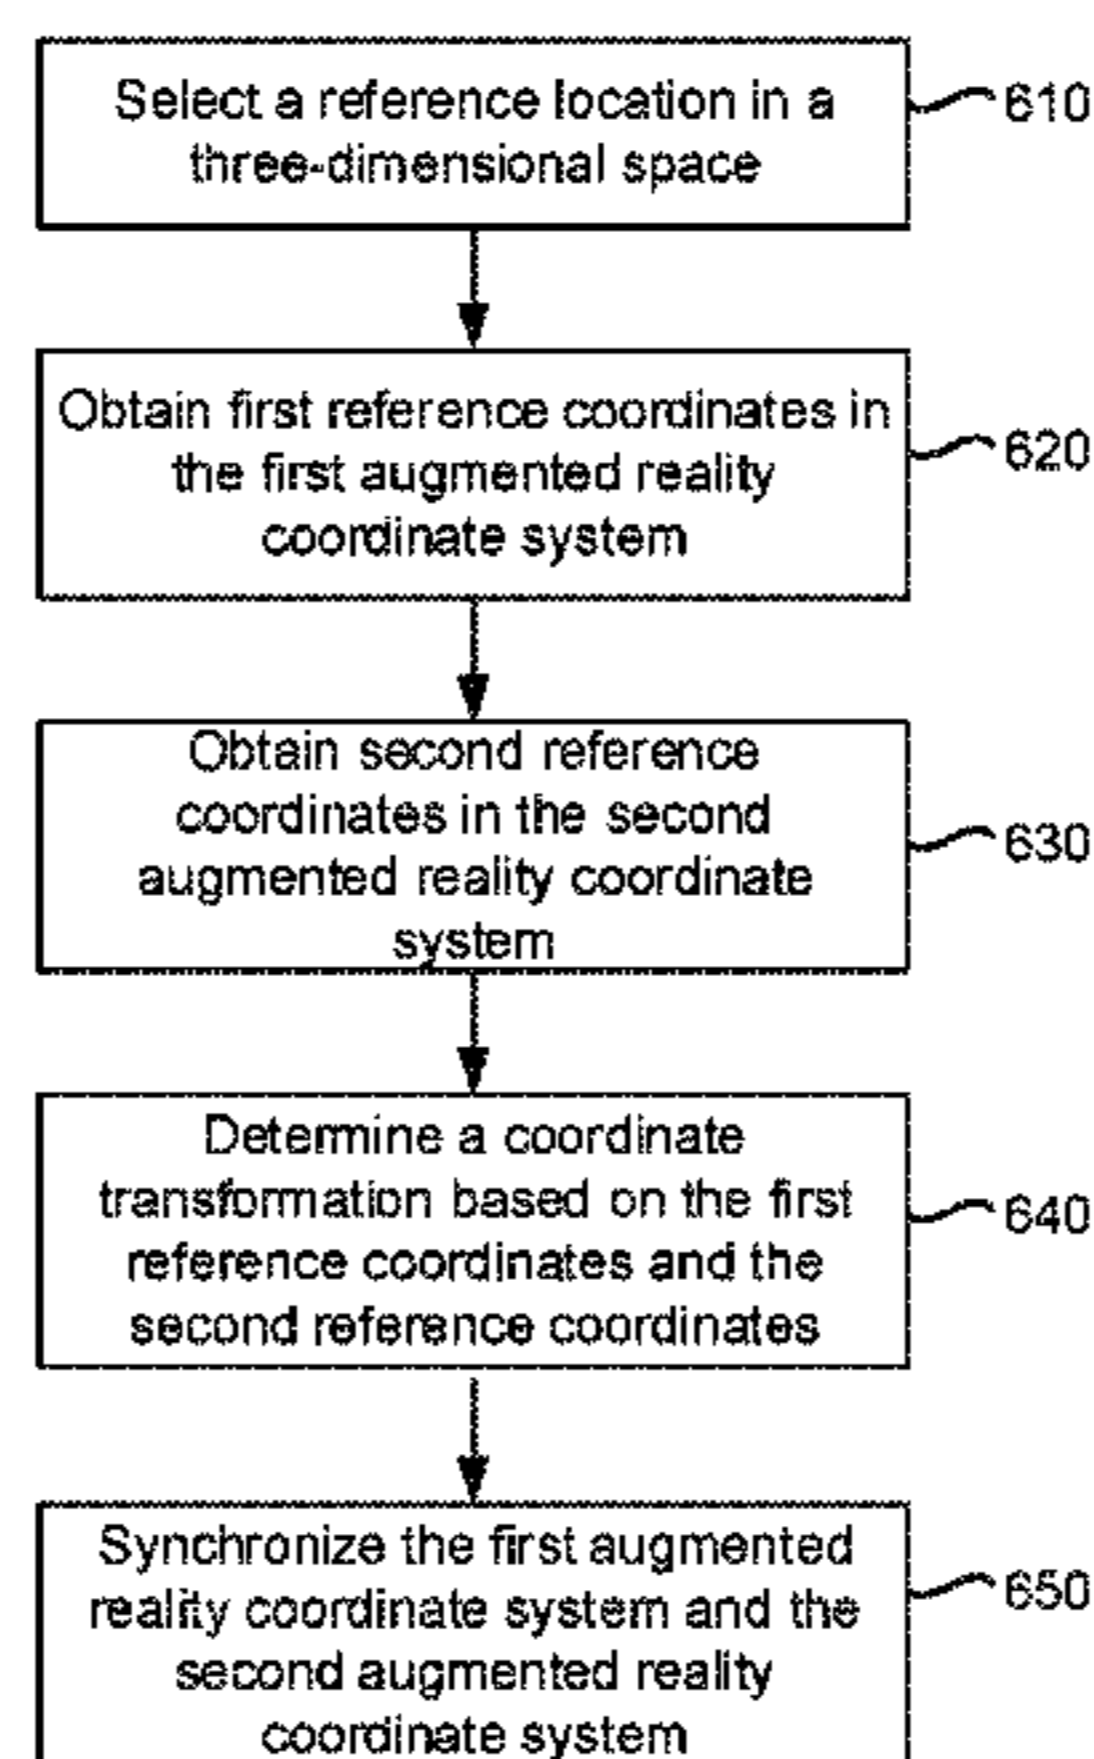 Select a reference location in a
three-dimensional space
610
Obtain first reference coordinates in
the first augmented reality
coordinate system
620
Obtain second reference
coordinates in the second
augmented reality coordinate
system
630
Determine a coordinate
transformation based on the first
reference coordinates and the
second reference coordinates
640
Synchronize the first augmented
reality coordinate system and the
second augmented reality
coordinate system
650